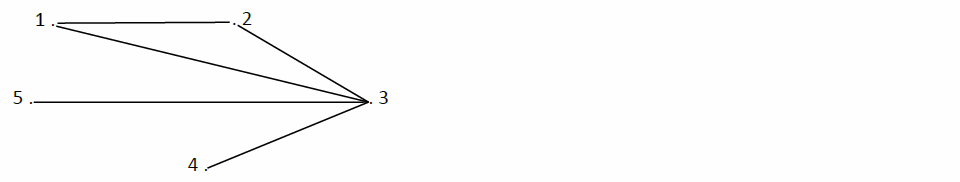 1 . . 2
5 . . 3
4 .